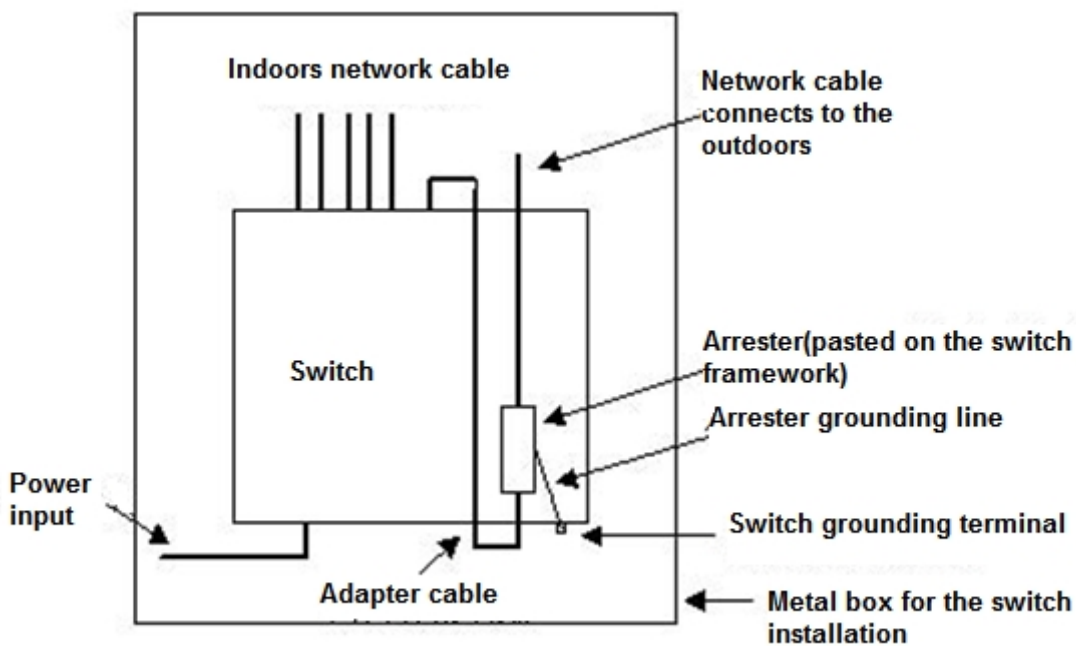 Indoors network cable
Network cable
connects to the
outdoors
Switch
Arrester(pasted on the switch
framework)
Arrester grounding line
Power
input
Switch grounding terminal
Adapter cable
Metal box for the switch
installation